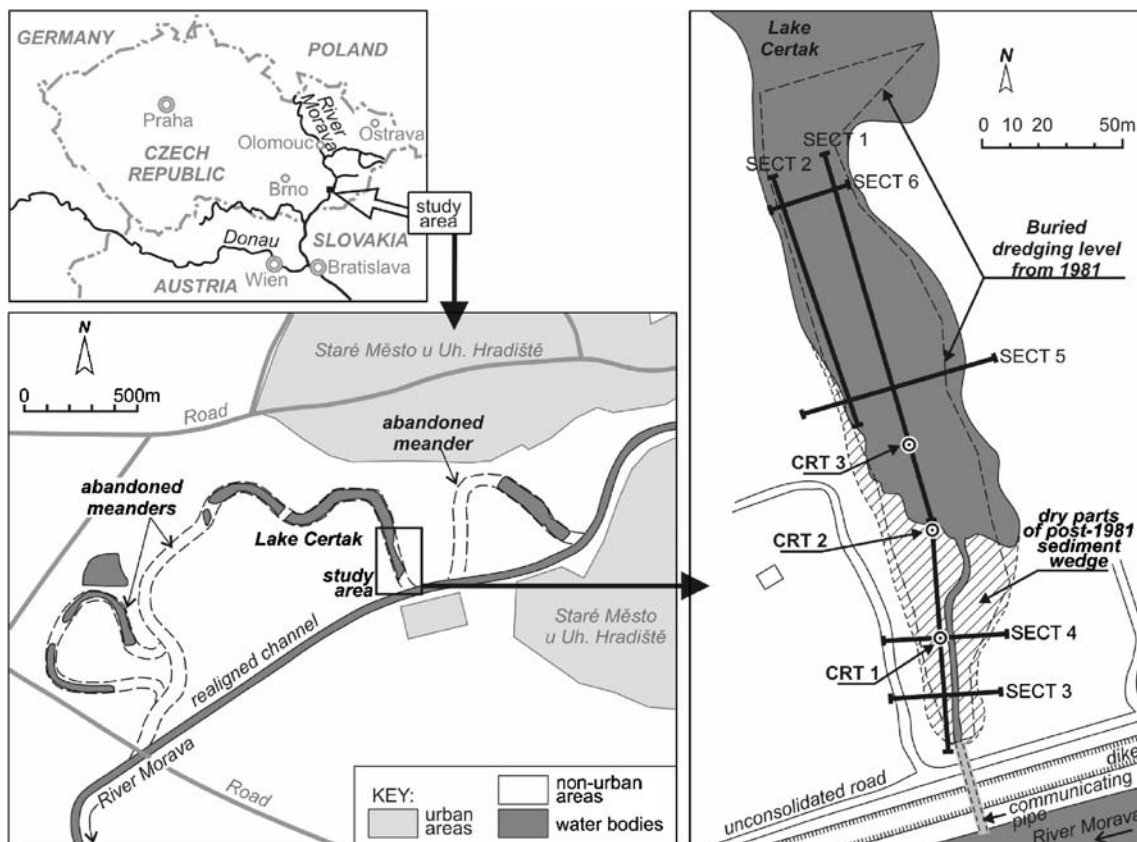 GERMANY
POLAND
River
Morava
Praha
Olomouc
Ostrava
CZECH
REPUBLIC
Brno
study
area
Donau
SLOVAKIA
Wien
Bratislava
AUSTRIA
N
0 500m
Staré Město u Uh. Hradiště
Road
abandoned
meander
abandoned
meanders
Lake Certak
study
area
Staré Město
u Uh. Hradiště
realigned channel
River Morava
Road
KEY:
urban
areas
non-urban
areas
water bodies
Lake
Certak
N
0 10 20 50m
SECT 1
SECT 2
SECT 6
Buried
dredging level
from 1981
SECT 5
CRT 3
CRT 2
dry parts
of post-1981
sediment
wedge
SECT 4
CRT 1
SECT 3
unconsolidated road
dike
communicating
pipe
River Morava